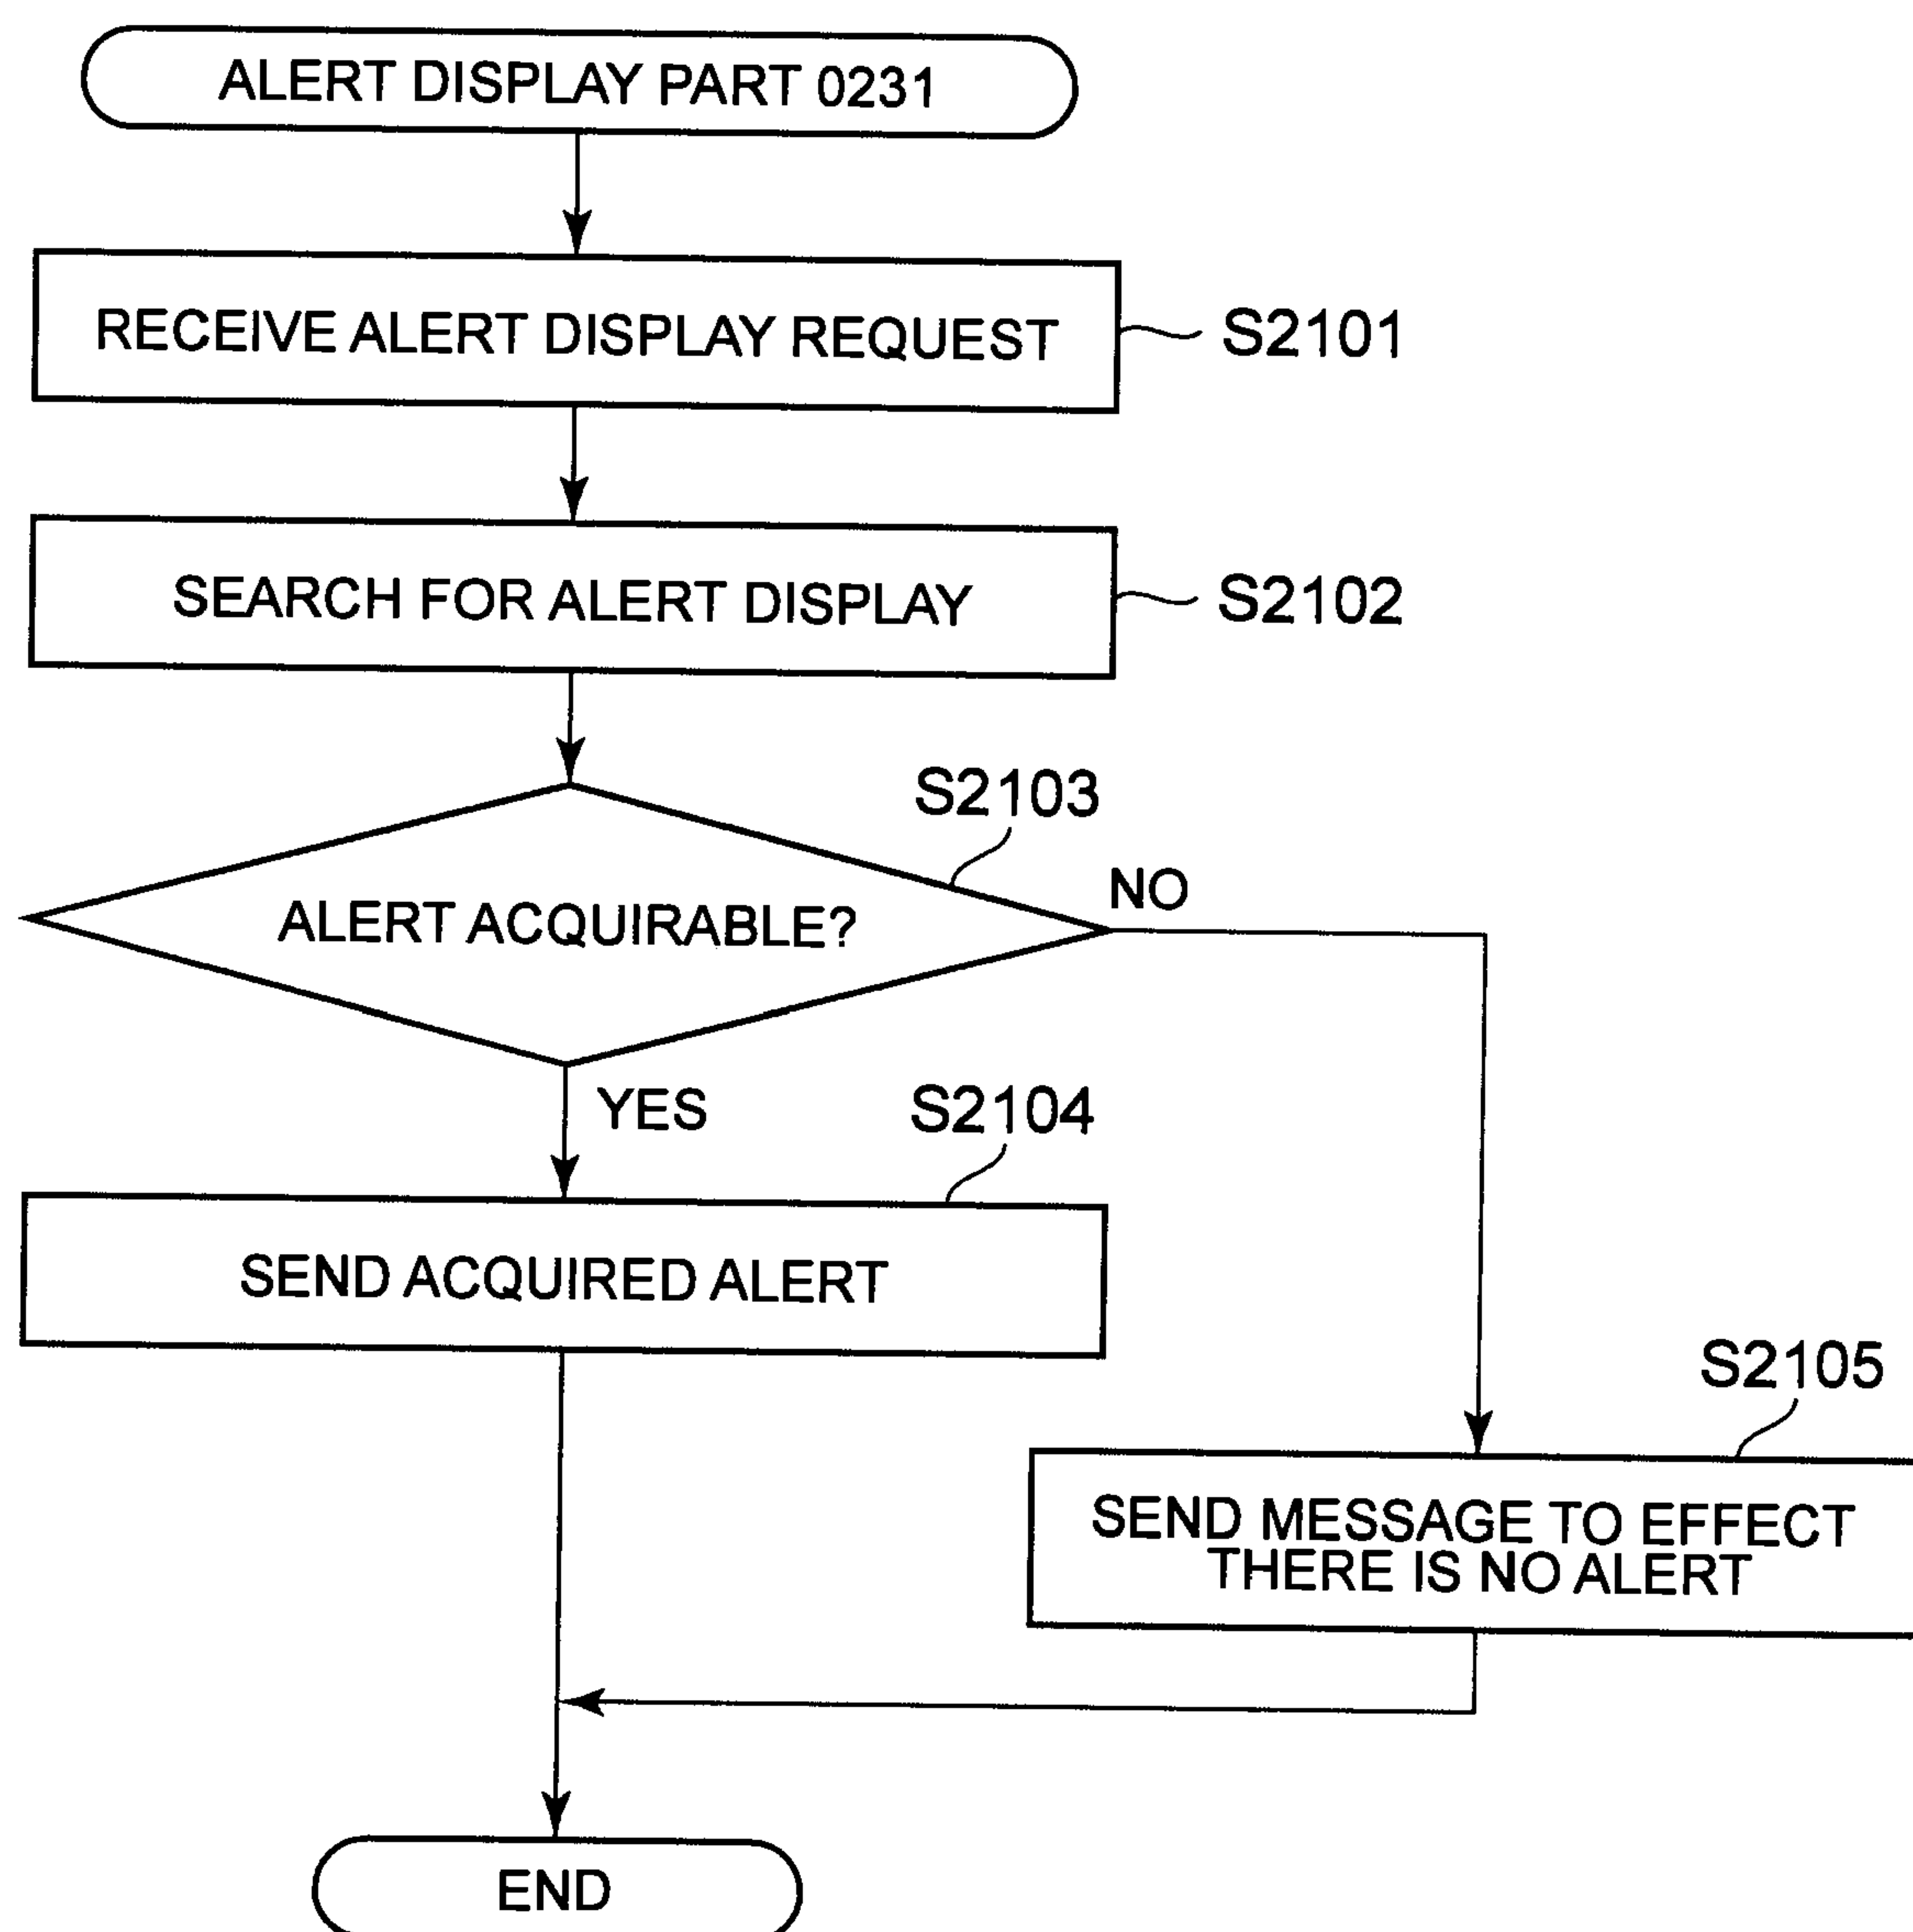 ALERT DISPLAY PART 0231
RECEIVE ALERT DISPLAY REQUEST
S2101
SEARCH FOR ALERT DISPLAY
S2102
S2103
ALERT ACQUIRABLE?
NO
YES
S2104
SEND ACQUIRED ALERT
S2105
SEND MESSAGE TO EFFECT
THERE IS NO ALERT
END